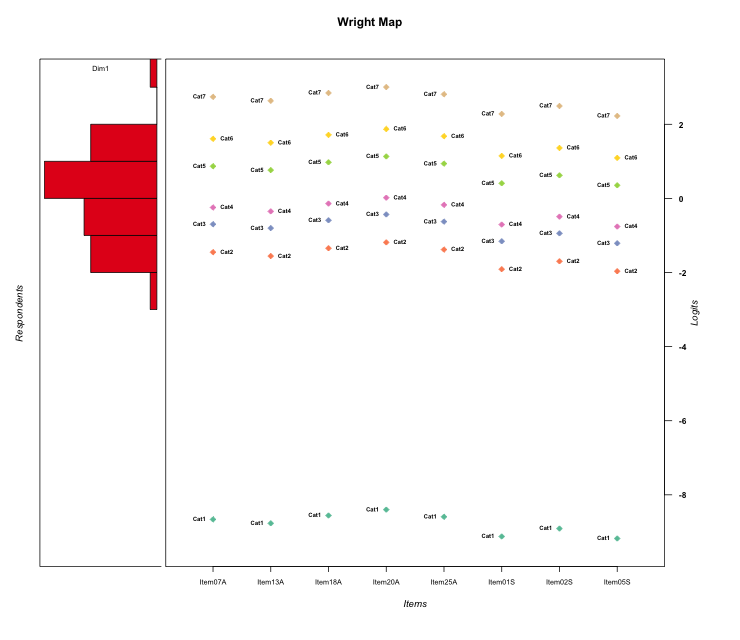 Wright Map
Dim1
Cat7 Cat7 Cat7 Cat7 Cat7 Cat7 Cat7 Cat7
Cat6 Cat6 Cat6 Cat6 Cat6 Cat6 Cat6 Cat6
Cat5 Cat5 Cat5 Cat5 Cat5 Cat5 Cat5 Cat5
Cat4 Cat4 Cat4 Cat4 Cat4 Cat4 Cat4 Cat4
Cat3 Cat3 Cat3 Cat3 Cat3 Cat3 Cat3 Cat3
Cat2 Cat2 Cat2 Cat2 Cat2 Cat2 Cat2 Cat2
Cat1 Cat1 Cat1 Cat1 Cat1 Cat1 Cat1 Cat1
2
0
-2
-4
-6
-8
Respondents
Logits
Item07A Item13A Item18A Item20A Item25A Item01S Item02S Item05S
Items